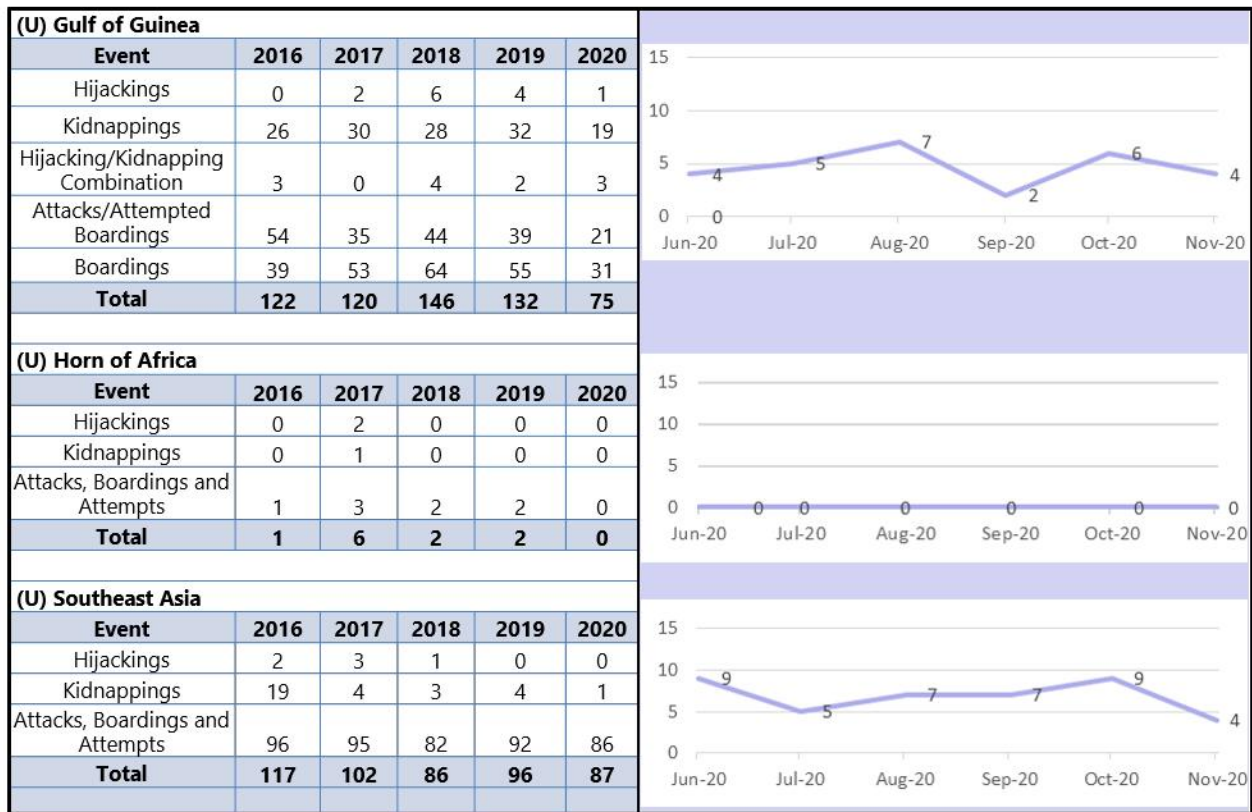 (U) Gulf of Guinea
Event 2016 2017 2018 2019 2020
Hijackings 0 2 6 4 1
Kidnappings 26 30 28 32 19
Hijacking/Kidnapping
Combination 3 0 4 2 3
Attacks/Attempted
Boardings 54 35 44 39 21
Boardings 39 53 64 55 31
Total 122 120 146 132 75
15
10
5
0
4 5 7 2 6 4
0
Jun-20 Jul-20 Aug-20 Sep-20 Oct-20 Nov-20
(U) Horn of Africa
Event 2016 2017 2018 2019 2020
Hijackings 0 2 0 0 0
Kidnappings 0 1 0 0 0
Attacks, Boardings and
Attempts 1 3 2 2 0
Total 1 6 2 2 0
15
10
5
0
0 0 0 0 0 0
Jun-20 Jul-20 Aug-20 Sep-20 Oct-20 Nov-20
(U) Southeast Asia
Event 2016 2017 2018 2019 2020
Hijackings 2 3 1 0 0
Kidnappings 19 4 3 4 1
Attacks, Boardings and
Attempts 96 95 82 92 86
Total 117 102 86 96 87
15
10
5
0
9 5 7 7 9 4
Jun-20 Jul-20 Aug-20 Sep-20 Oct-20 Nov-20